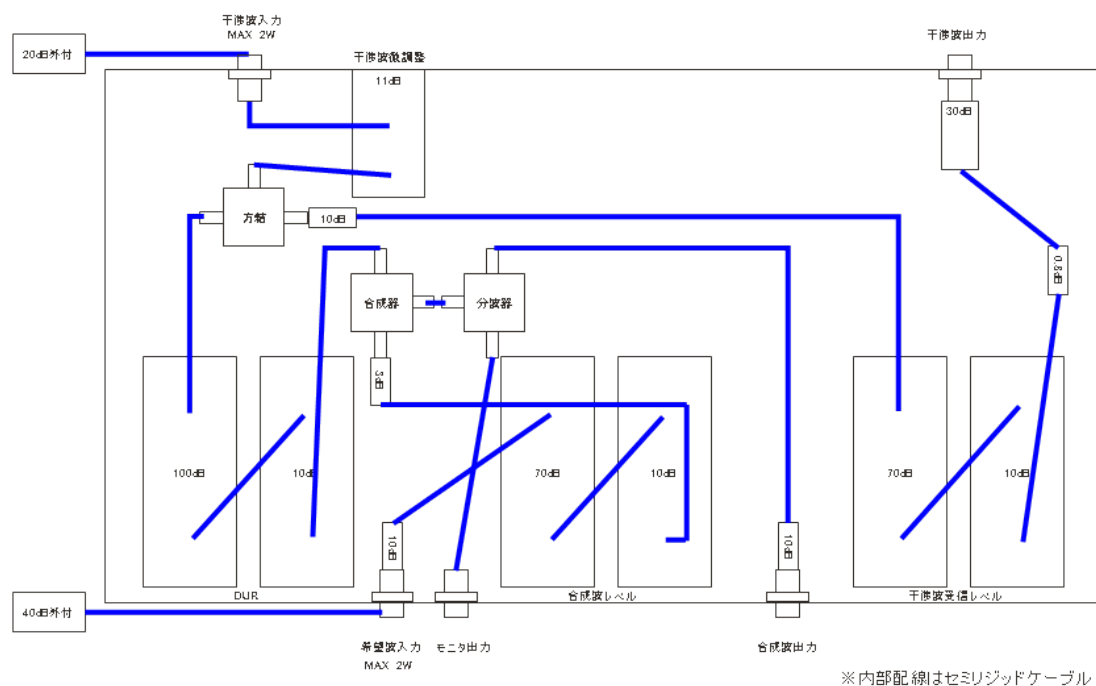 干渉波入力
MAX 2W
20dB外付
干渉波微調整
11dB
干渉波出力
30dB
方結
10dB
0.8dB
合成器
分波器
3dB
100dB
10dB
70dB
10dB
70dB
10dB
10dB
10dB
DUR
合成波レベル
干渉波受信レベル
40dB外付
希望波入力
MAX 2W
モニタ出力
合成波出力
※内部配線はセミリジッドケーブル